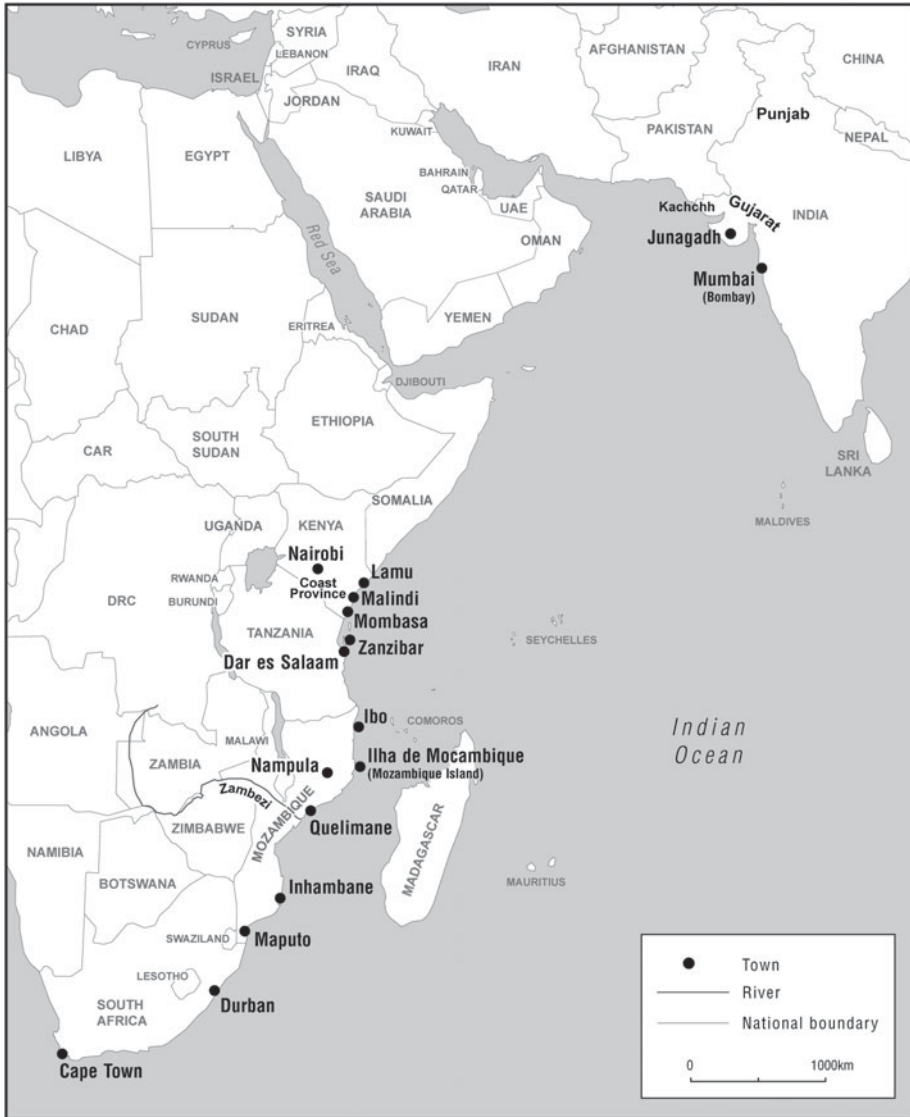 SYRIA
CYPRUS
LEBANON
ISRAEL
IRAQ
JORDAN
IRAN
AFGHANISTAN
CHINA
PAKISTAN
Punjab
NEPAL
KUWAIT
LIBYA
EGYPT
BAHRAIN
QATAR
SAUDI
ARABIA
UAE
OMAN
Kachchh
Gujarat
INDIA
Junagadh
Mumbai
(Bombay)
Red Sea
CHAD
SUDAN
ERITREA
YEMEN
DJIBOUTI
ETHIOPIA
CAR
SOUTH
SUDAN
SRI
LANKA
SOMALIA
MALDIVES
UGANDA
KENYA
Nairobi
RWANDA
Coast
Province
Lamu
Malindi
DRC
BURUNDI
Mombasa
TANZANIA
Zanzibar
SEYCHELLES
Dar es Salaam
Ibo
COMOROS
ANGOLA
MALAWI
Indian
Ocean
ZAMBIA
Nampula
Ilha de Mocambique
(Mozambique Island)
Zambezi
MOZAMBIQUE
Quelimane
ZIMBABWE
MADAGASCAR
NAMIBIA
BOTSWANA
Inhambane
MAURITIUS
SWAZILAND
Maputo
LESOTHO
Durban
SOUTH
AFRICA
Cape Town
Town
River
National boundary
0 1000km